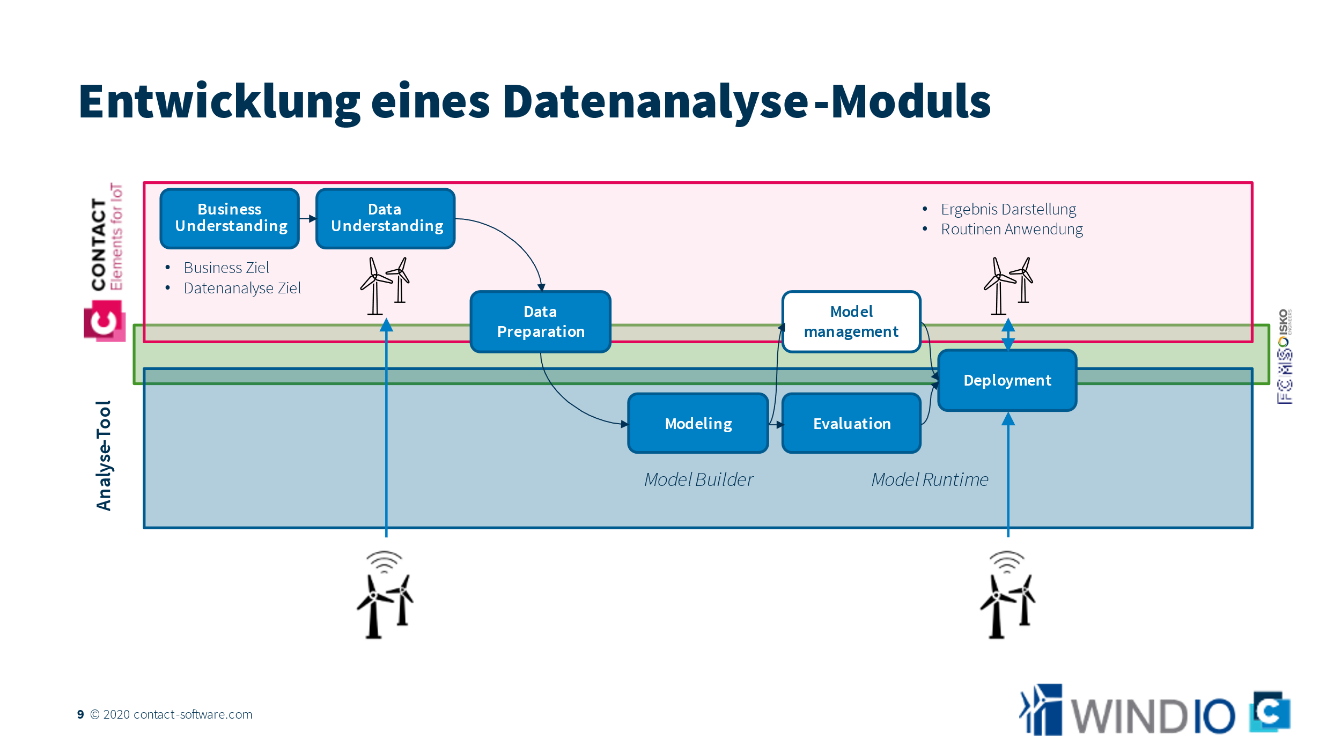 Entwicklung eines Datenanalyse-Moduls
CONTACT
Elements for IoT
Business
Understanding
Data
Understanding
• Business Ziel
• Datenanalyse Ziel
• Ergebnis Darstellung
• Routinen Anwendung
Data
Preparation
Model
management
Deployment
Modeling
Evaluation
Model Builder
Model Runtime
Analyse-Tool
ISKO
9 © 2020 contact-software.com
WINDIO